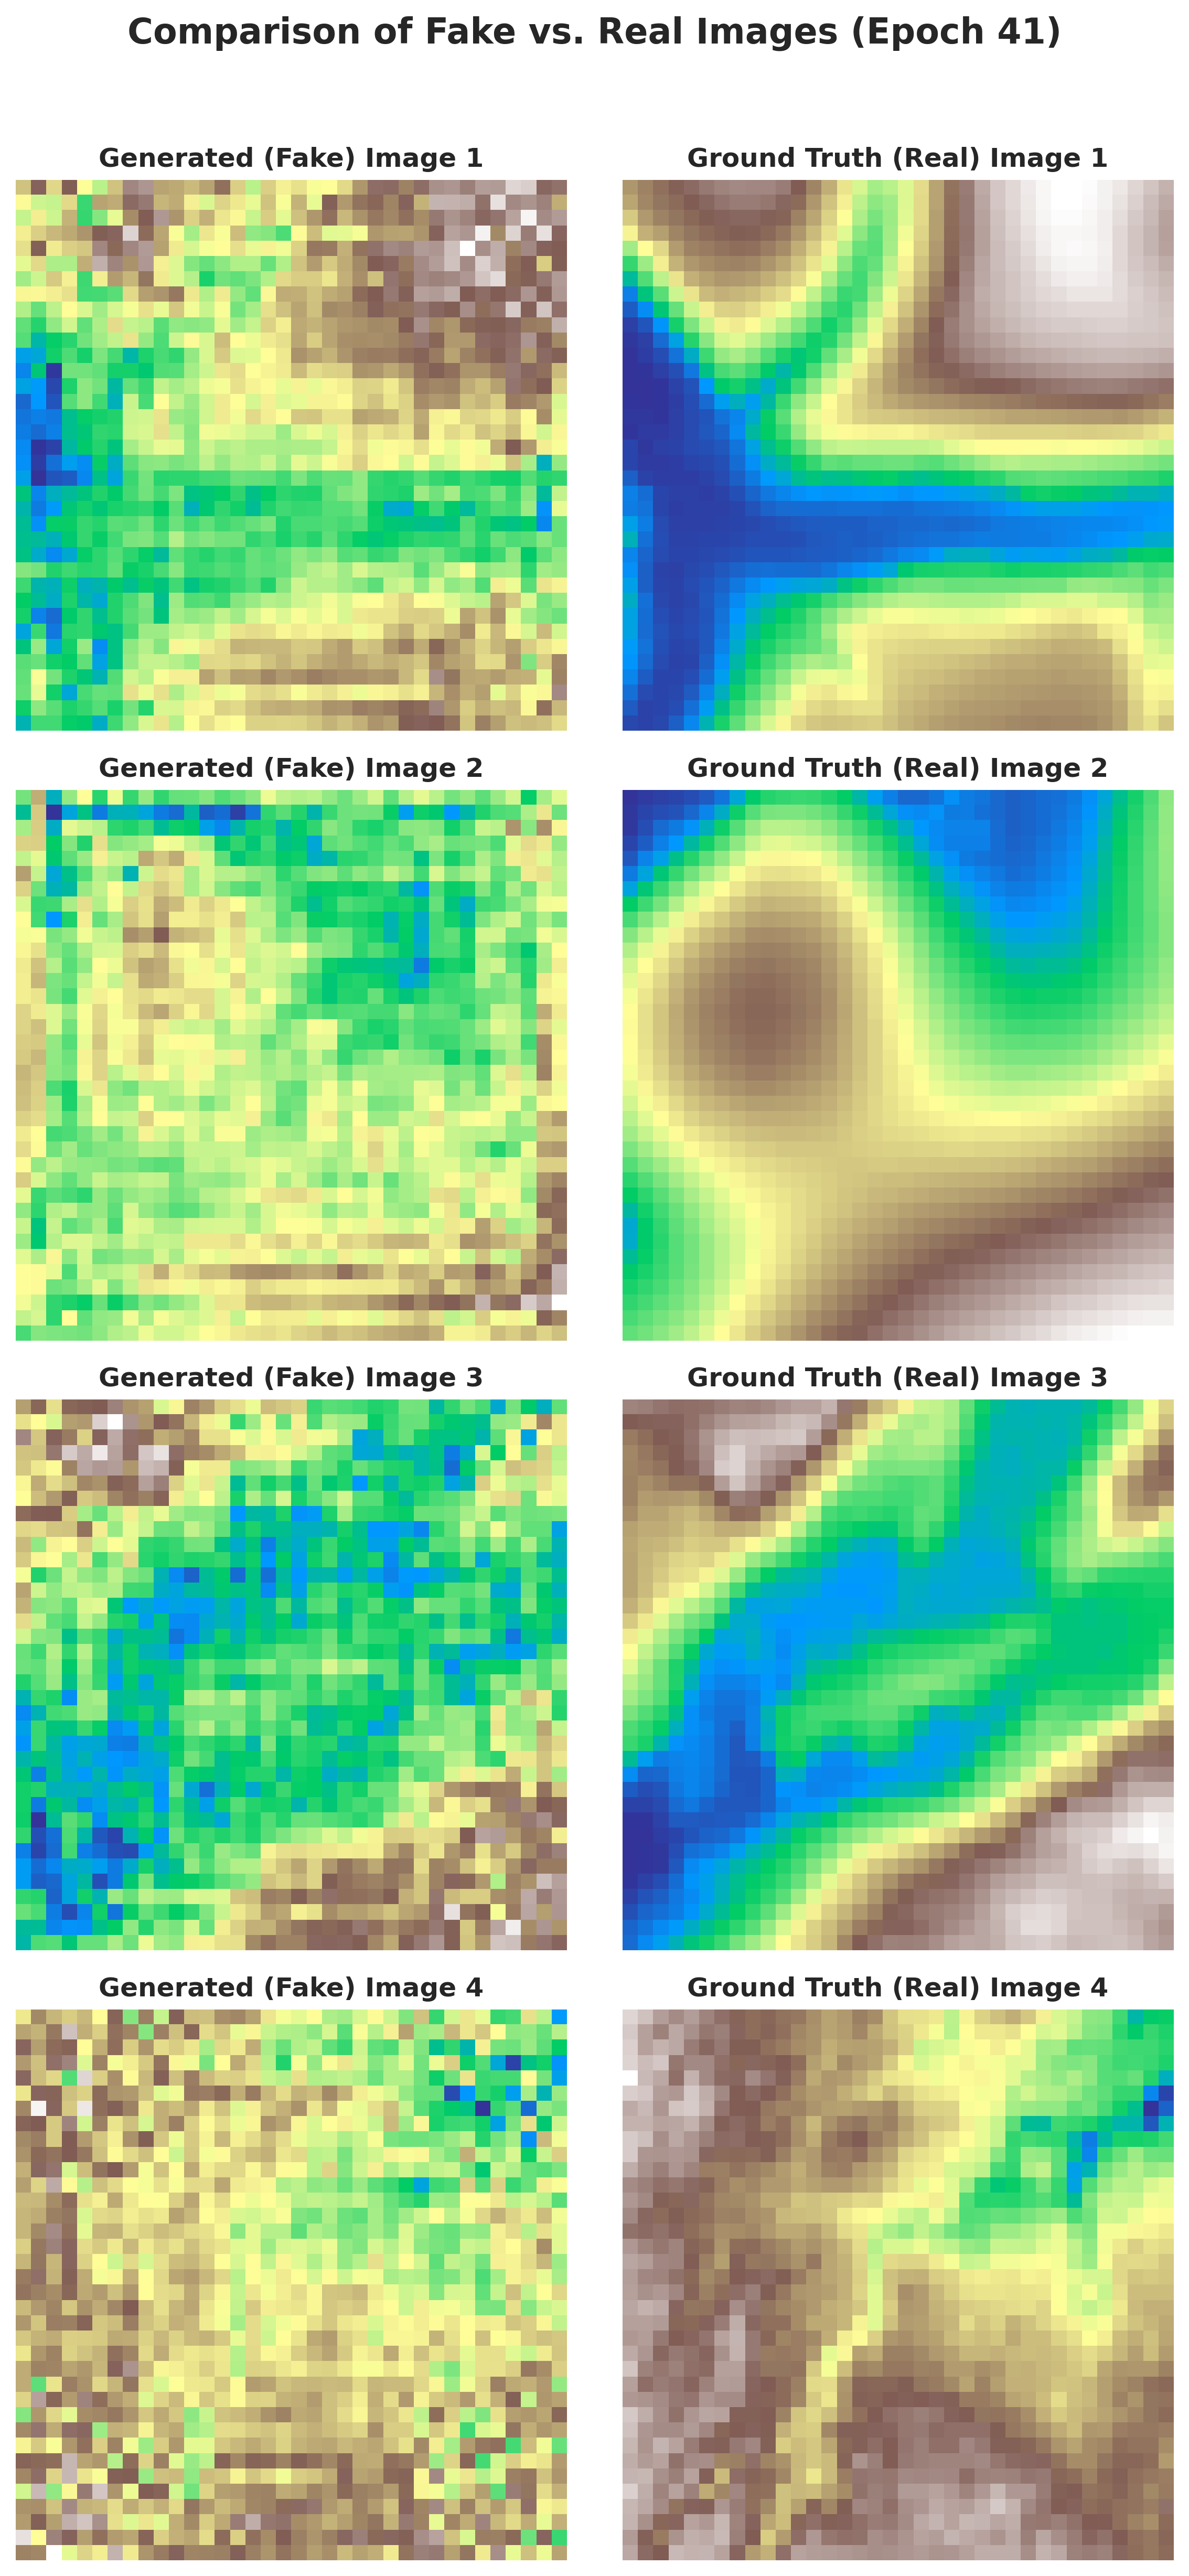 Comparison of Fake vs. Real Images (Epoch 41)
Generated (Fake) Image 1
Ground Truth (Real) Image 1
Generated (Fake) Image 2
Ground Truth (Real) Image 2
Generated (Fake) Image 3
Ground Truth (Real) Image 3
Generated (Fake) Image 4
Ground Truth (Real) Image 4